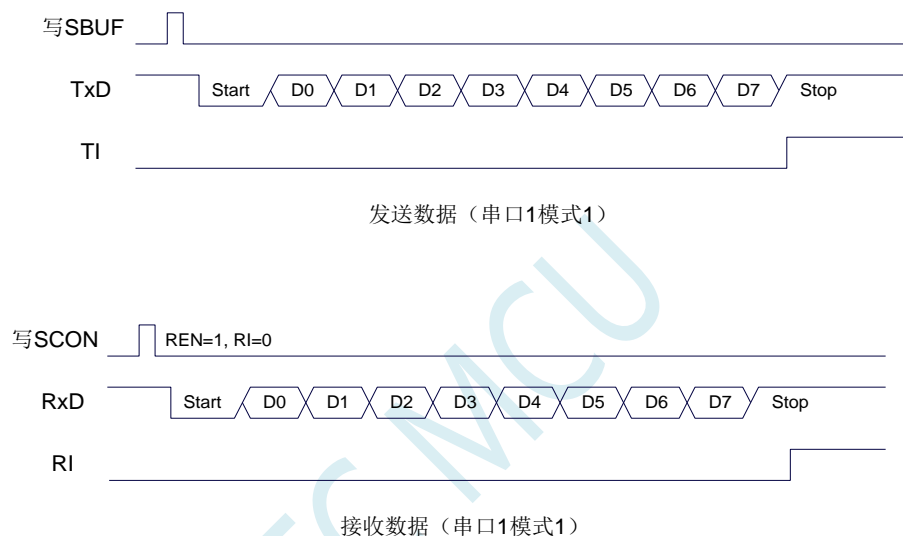 写SBUF
TxD Start D0 D1 D2 D3 D4 D5 D6 D7 Stop
TI
发送数据（串口1模式1）
写SCON REN=1, RI=0
RxD Start D0 D1 D2 D3 D4 D5 D6 D7 Stop
RI
接收数据（串口1模式1）
MCU